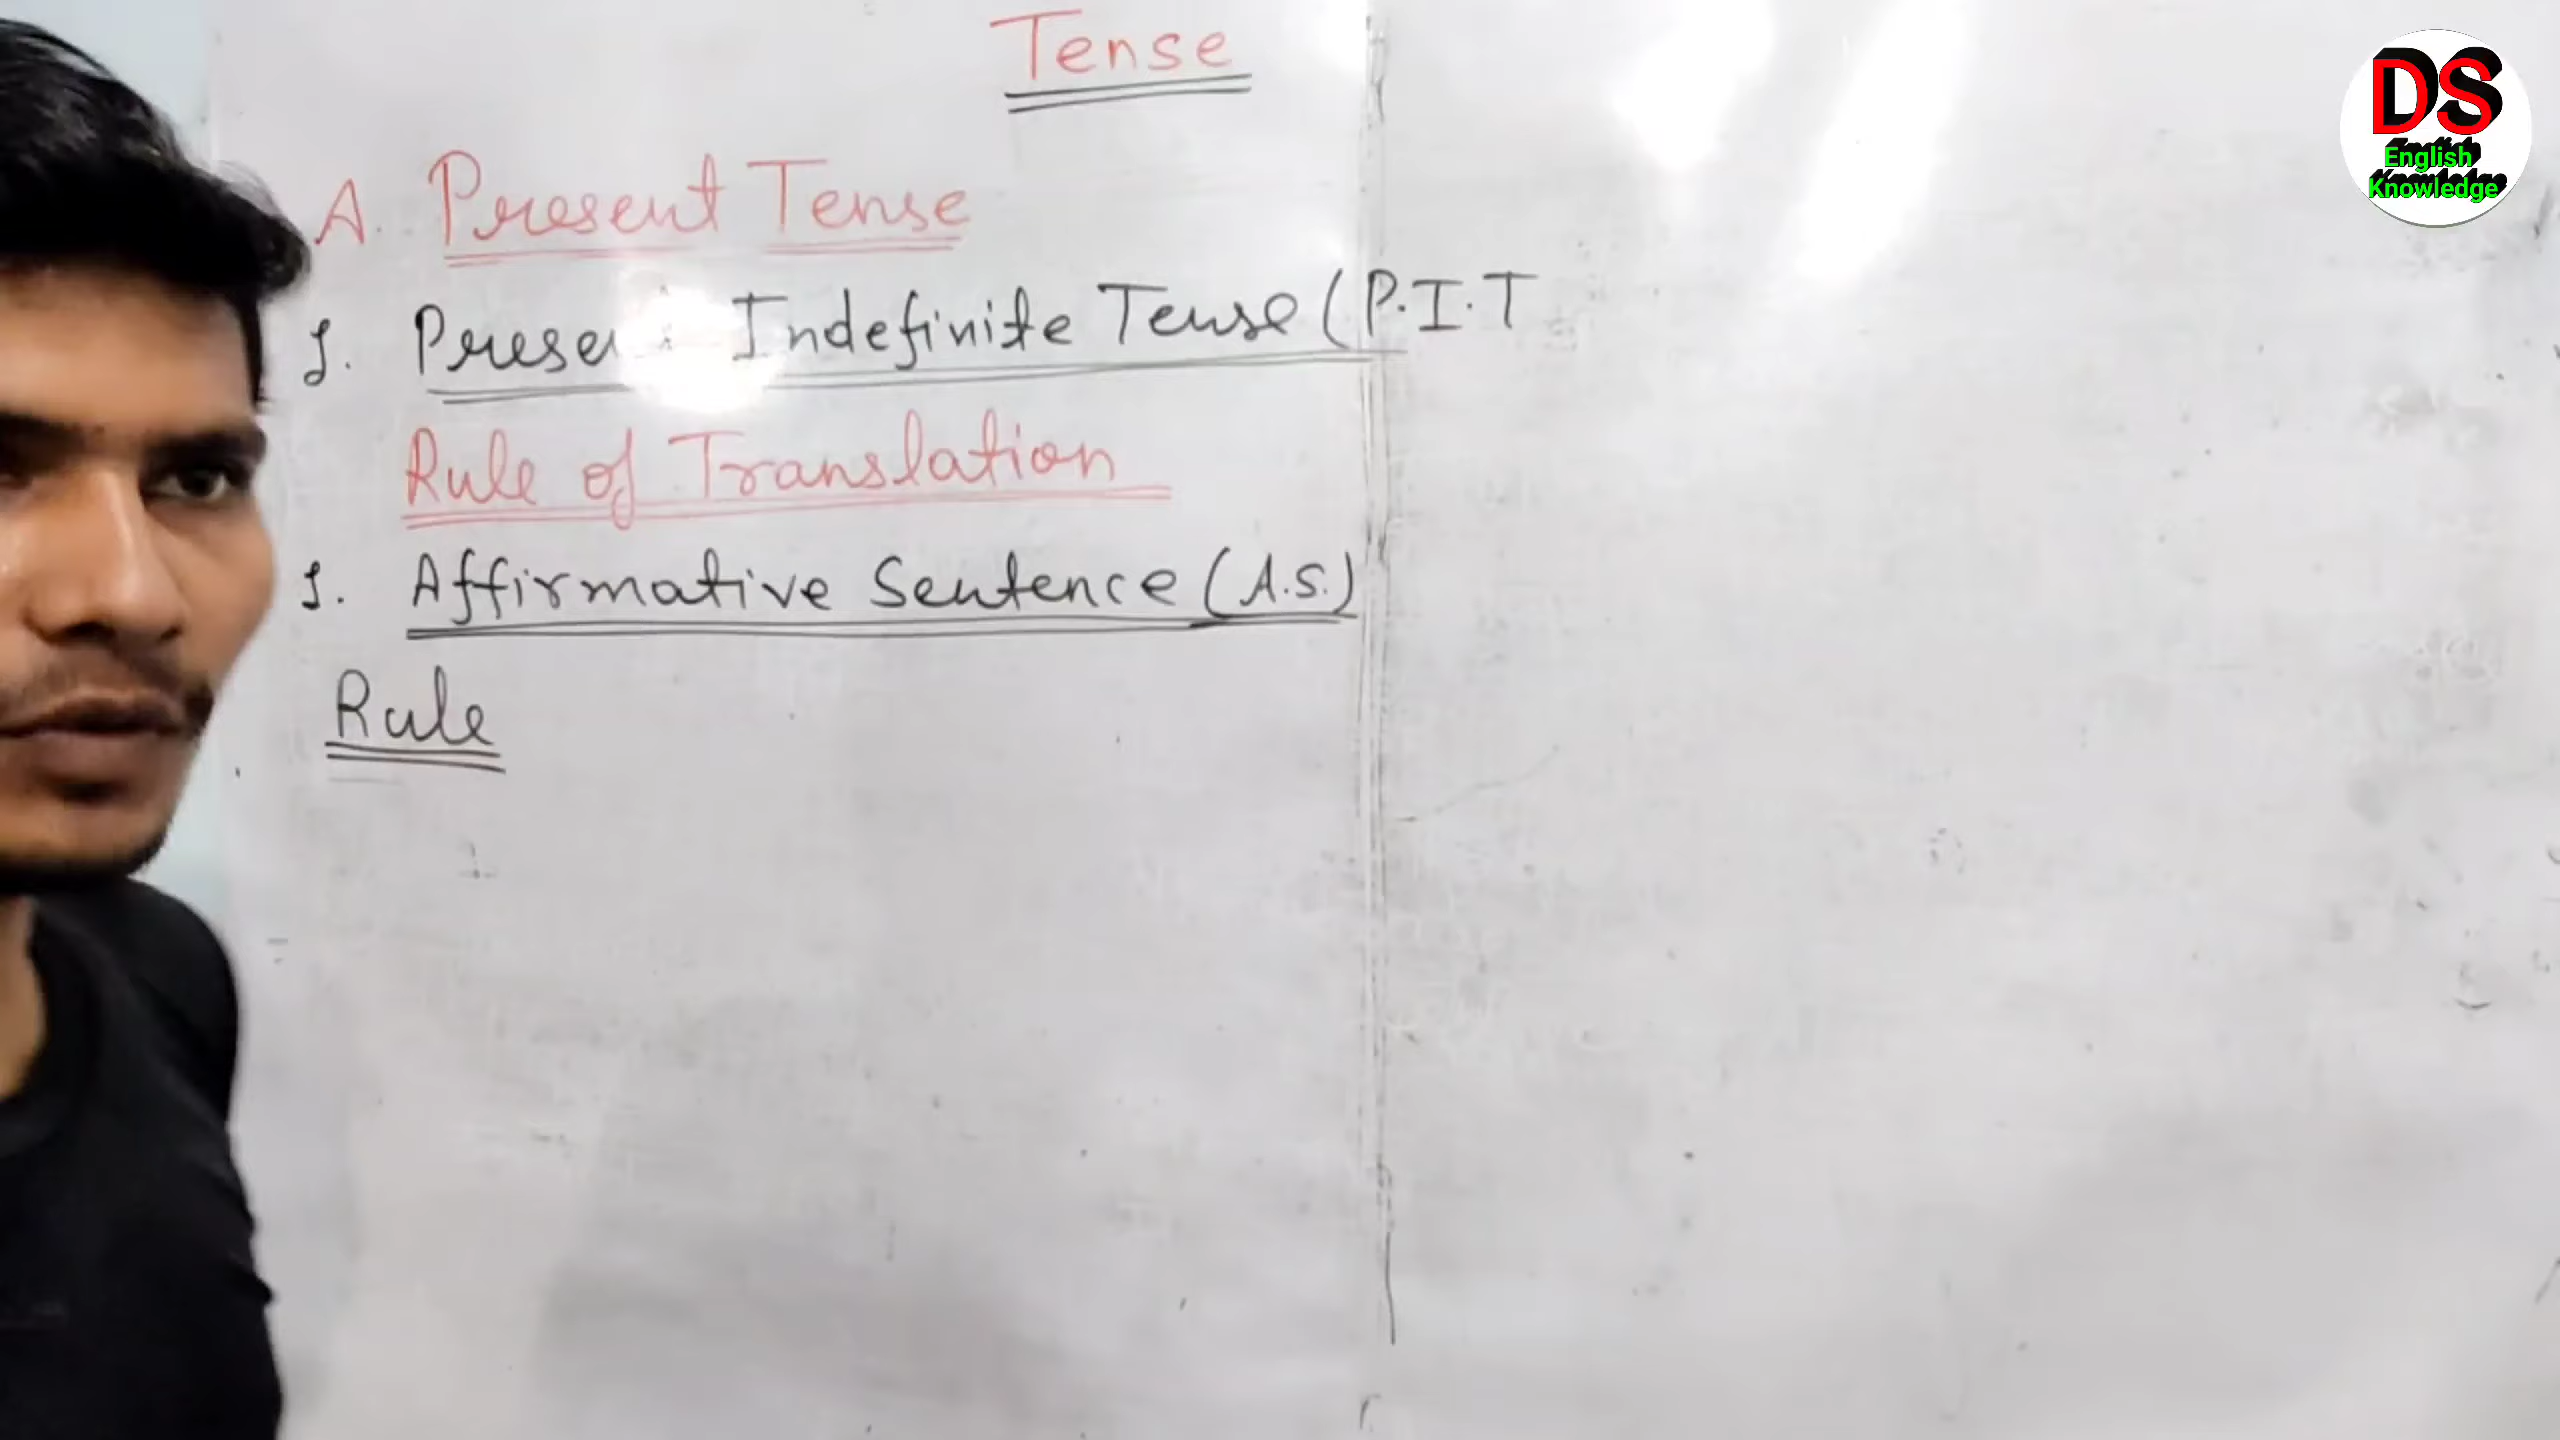 Tense
A. Present Tense
1. Present Indefinite Tense (P.I.T
Rule of Translation
1. Affirmative Sentence (A.S.)
Rule
DS
English
Knowledge